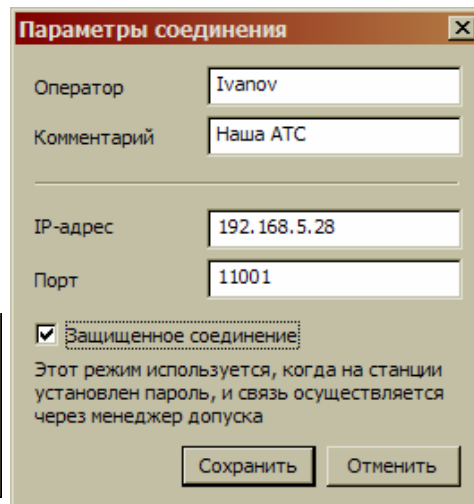 Параметры соединения
Оператор Ivanov
Комментарий Наша АТС
IP-адрес 192.168.5.28
Порт 11001
Защищенное соединение
Этот режим используется, когда на станции
установлен пароль, и связь осуществляется
через менеджер допуска
Сохранить Отменить